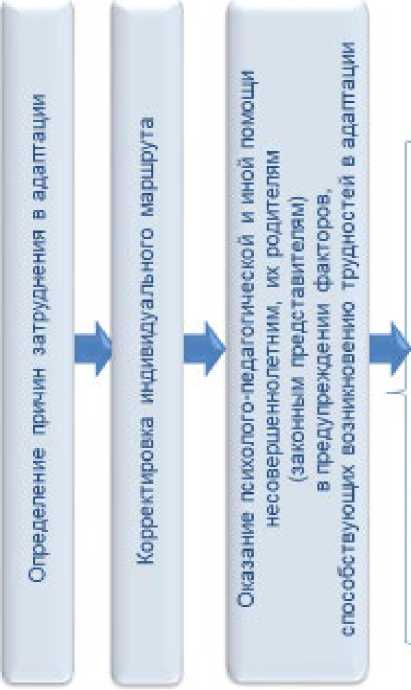 Определение причин затруднения в адаптации
Корректировка индивидуального маршрута
Оказание психолого-педагогической и иной помощи
несовершеннолетним, их родителям
(законным представителям)
в предупреждении факторов,
способствующих возникновению трудностей в адаптации